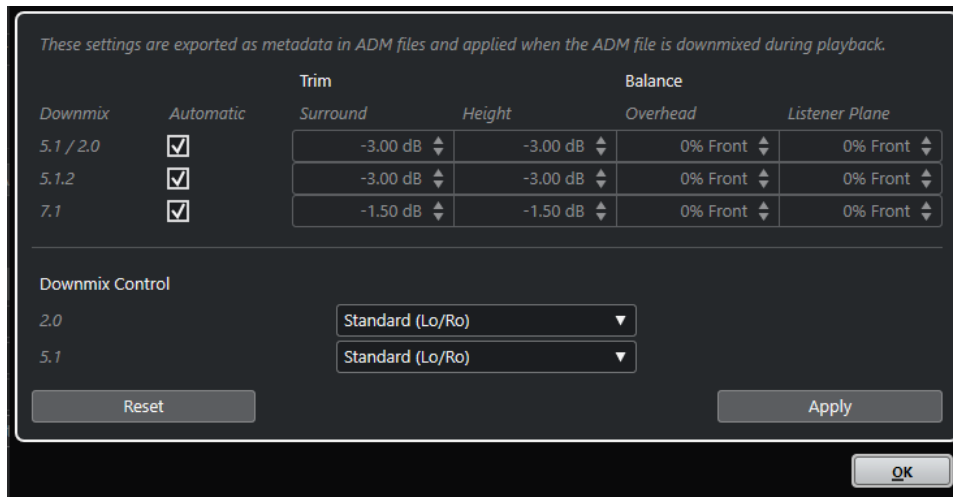 These settings are exported as metadata in ADM files and applied when the ADM file is downmixed during playback.
Trim Balance
Downmix Automatic Surround Height Overhead Listener Plane
5.1 / 2.0 -3.00 dB -3.00 dB 0% Front 0% Front
5.1.2 -3.00 dB -3.00 dB 0% Front 0% Front
7.1 -1.50 dB -1.50 dB 0% Front 0% Front
Downmix Control
2.0 Standard (Lo/Ro)
5.1 Standard (Lo/Ro)
Reset Apply
OK